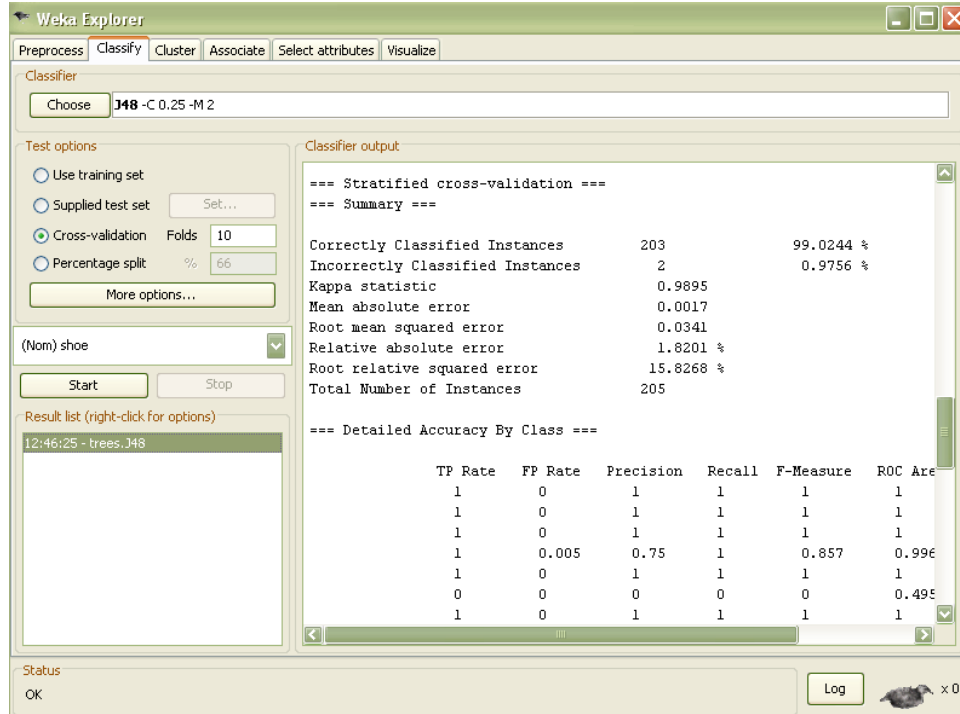 Weka Explorer
Preprocess Classify Cluster Associate Select attributes Visualize
Classifier
Choose J48 -C 0.25 -M 2
Test options
Use training set
Supplied test set Set...
Cross-validation Folds 10
Percentage split % 66
More options...
(Nom) shoe
Start Stop
Result list (right-click for options)
12:46:25 - trees.J48
Classifier output
=== Stratified cross-validation ===
=== Summary ===
Correctly Classified Instances 203 99.0244 %
Incorrectly Classified Instances 2 0.9756 %
Kappa statistic 0.9895
Mean absolute error 0.0017
Root mean squared error 0.0341
Relative absolute error 1.8201 %
Root relative squared error 15.8268 %
Total Number of Instances 205
=== Detailed Accuracy By Class ===
TP Rate FP Rate Precision Recall F-Measure ROC Are
1 0 1 1 1 1
1 0 1 1 1 1
1 0 1 1 1 1
1 0.005 0.75 1 0.857 0.996
1 0 1 1 1 1
0 0 0 0 0 0.495
1 0 1 1 1 1
Status
OK
Log
x 0